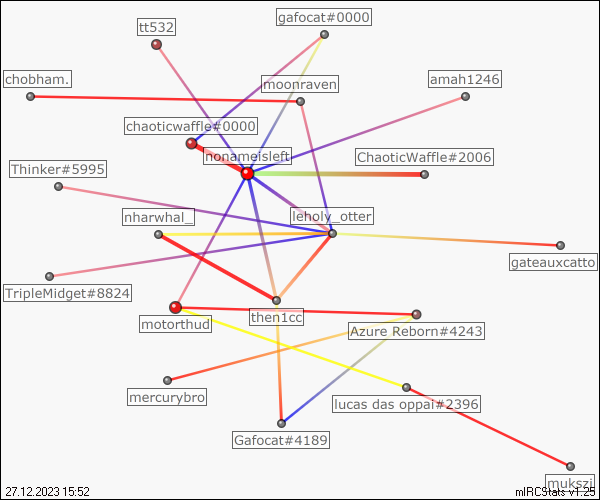 gafocat#0000
tt532
chobham.
moonraven
amah1246
chaoticwaffle#0000
nonameisleft
ChaoticWaffle#2006
Thinker#5995
nharwhal_
leholy_otter
gateauxcatto
TripleMidget#8824
motorthud
then1cc
Azure Reborn#4243
mercurybro
lucas das oppai#2396
Gafocat#4189
mukszi
27.12.2023 15:52
mIRCStats v1.25